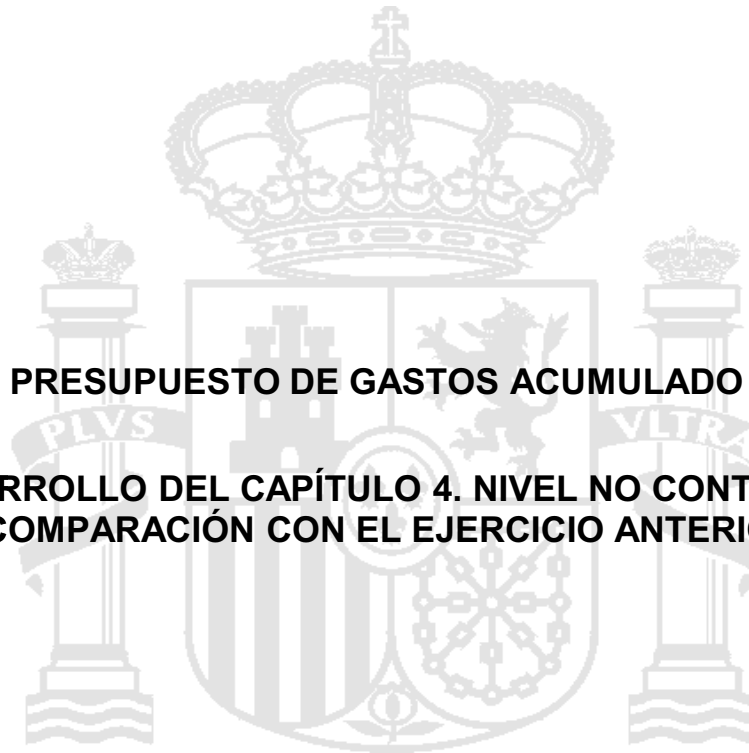 PRESUPUESTO DE GASTOS ACUMULADO
PLVS
VLTRA
RROLLO DEL CAPÍTULO 4. NIVEL NO CONT
COMPARACIÓN CON EL EJERCICIO ANTERI